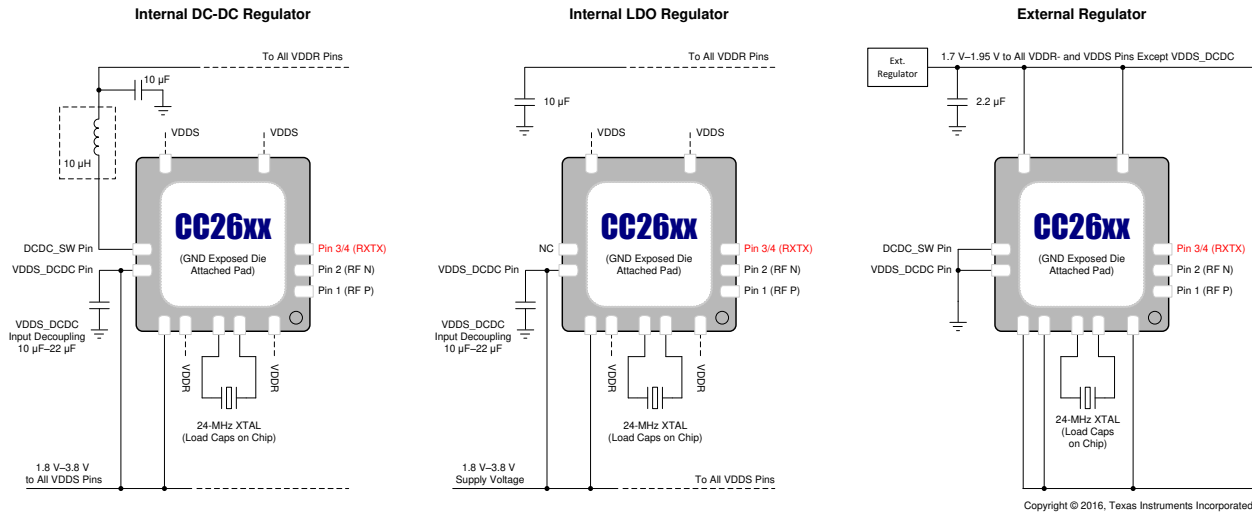 Internal DC-DC Regulator
To All VDDR Pins
10 µF
10 µH
VDDS
VDDS
CC26xx
(GND Exposed Die
Attached Pad)
DCDC_SW Pin
VDDS_DCDC Pin
Pin 3/4 (RXTX)
Pin 2 (RF N)
Pin 1 (RF P)
VDDS_DCDC
Input Decoupling
10 µF–22 µF
VDDR
VDDR
24-MHz XTAL
(Load Caps on Chip)
1.8 V–3.8 V
to All VDDS Pins
Internal LDO Regulator
To All VDDR Pins
10 µF
VDDS
VDDS
CC26xx
(GND Exposed Die
Attached Pad)
NC
VDDS_DCDC Pin
Pin 3/4 (RXTX)
Pin 2 (RF N)
Pin 1 (RF P)
VDDS_DCDC
Input Decoupling
10 µF–22 µF
VDDR
VDDR
24-MHz XTAL
(Load Caps on Chip)
1.8 V–3.8 V
Supply Voltage
To All VDDS Pins
External Regulator
Ext.
Regulator
1.7 V–1.95 V to All VDDR- and VDDS Pins Except VDDS_DCDC
2.2 µF
CC26xx
(GND Exposed Die
Attached Pad)
DCDC_SW Pin
VDDS_DCDC Pin
Pin 3/4 (RXTX)
Pin 2 (RF N)
Pin 1 (RF P)
24-MHz XTAL
(Load Caps
on Chip)
Copyright © 2016, Texas Instruments Incorporated